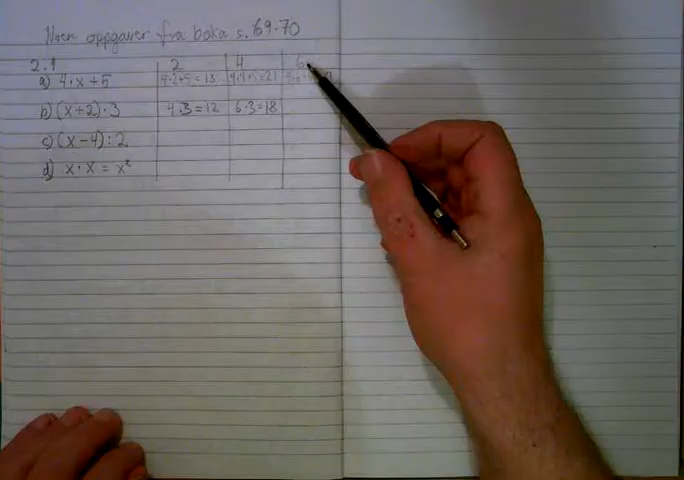 Noen oppgaver fra boka s. 69-70
2.1 2 4 6
a) 4·x+5 4·2+5=13 4·4+5=21
b) (x+2)·3 4·3=12 6·3=18
c) (x-4):2
d) x·x = x²